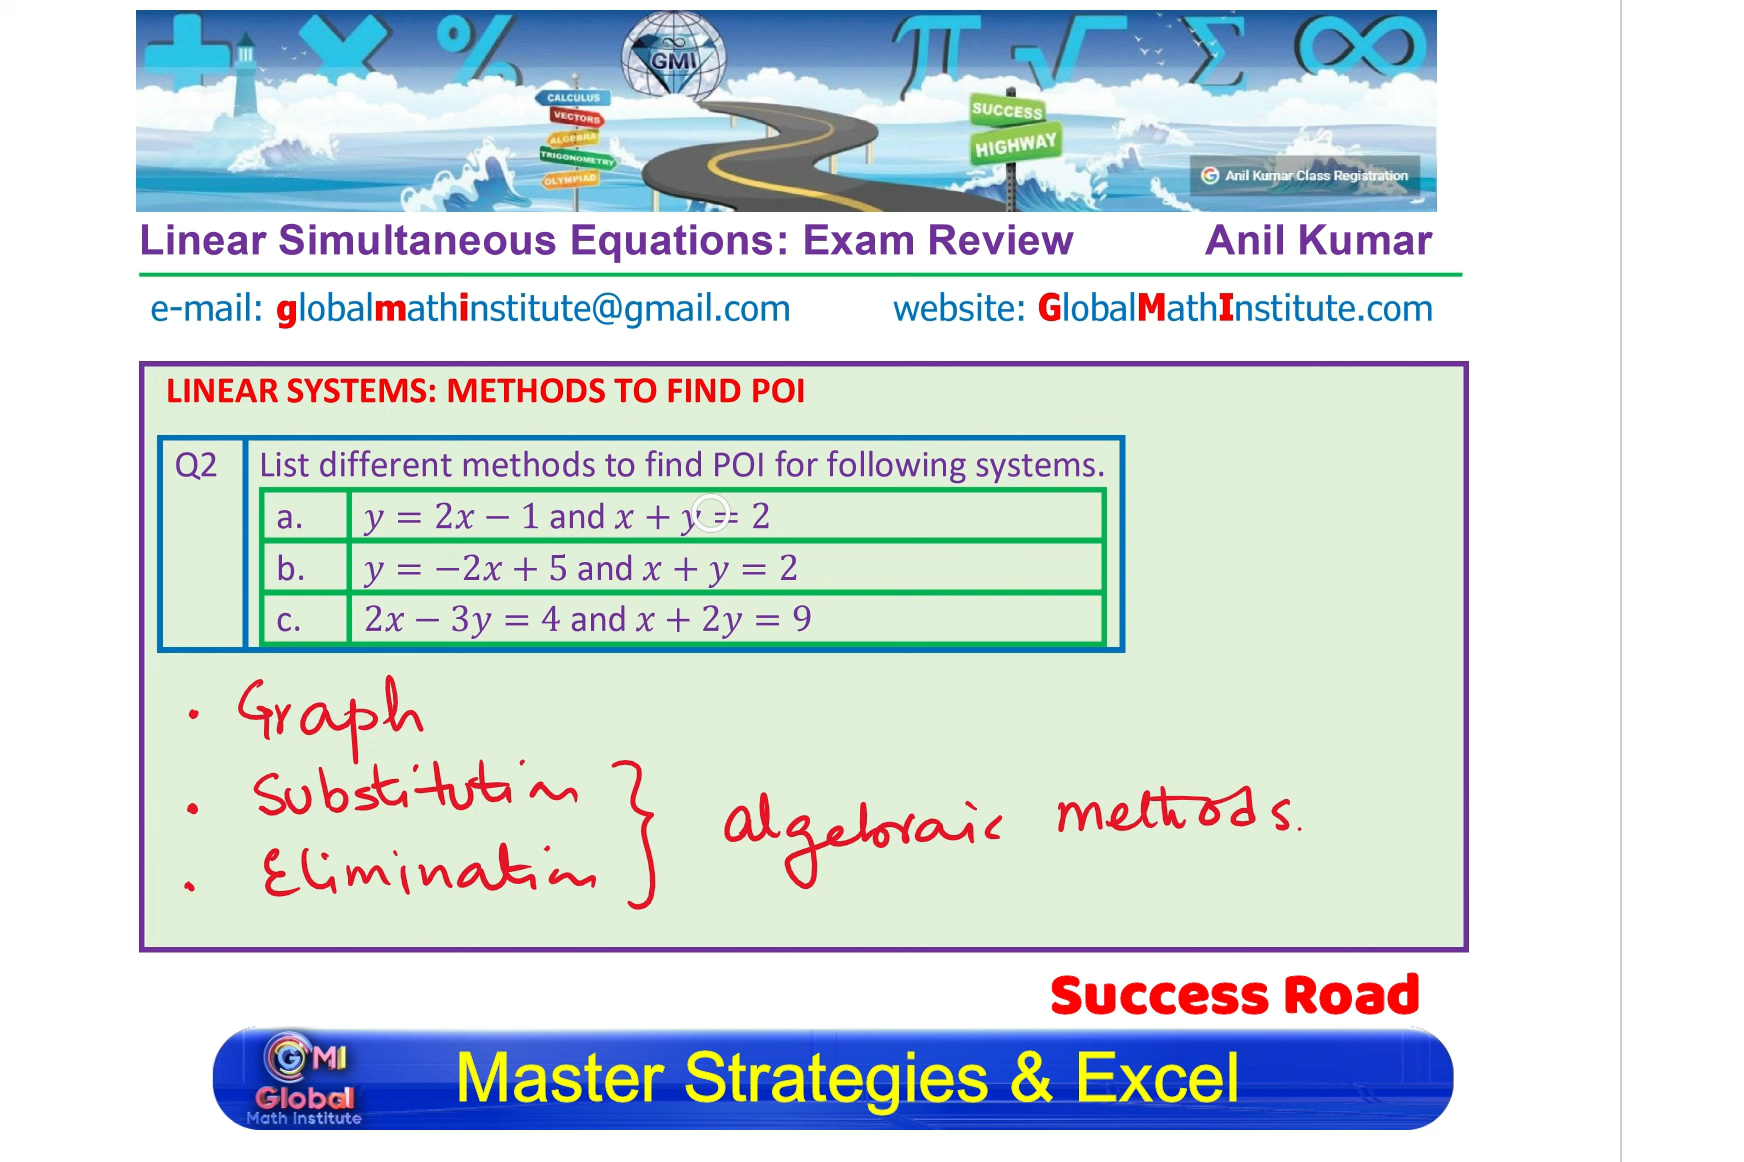 GMI
CALCULUS
VECTORS
ALGEBRA
TRIGONOMETRY
OLYMPIAD
SUCCESS
HIGHWAY
Anil Kumar Class Registration
Linear Simultaneous Equations: Exam Review Anil Kumar
e-mail: globalmathinstitute@gmail.com website: GlobalMathInstitute.com
LINEAR SYSTEMS: METHODS TO FIND POI
Q2 List different methods to find POI for following systems.
a. y = 2x − 1 and x + y = 2
b. y = −2x + 5 and x + y = 2
c. 2x − 3y = 4 and x + 2y = 9
· Graph
· Substitution
· Elimination } algebraic methods.
Success Road
GMI
Global
Math Institute
Master Strategies & Excel